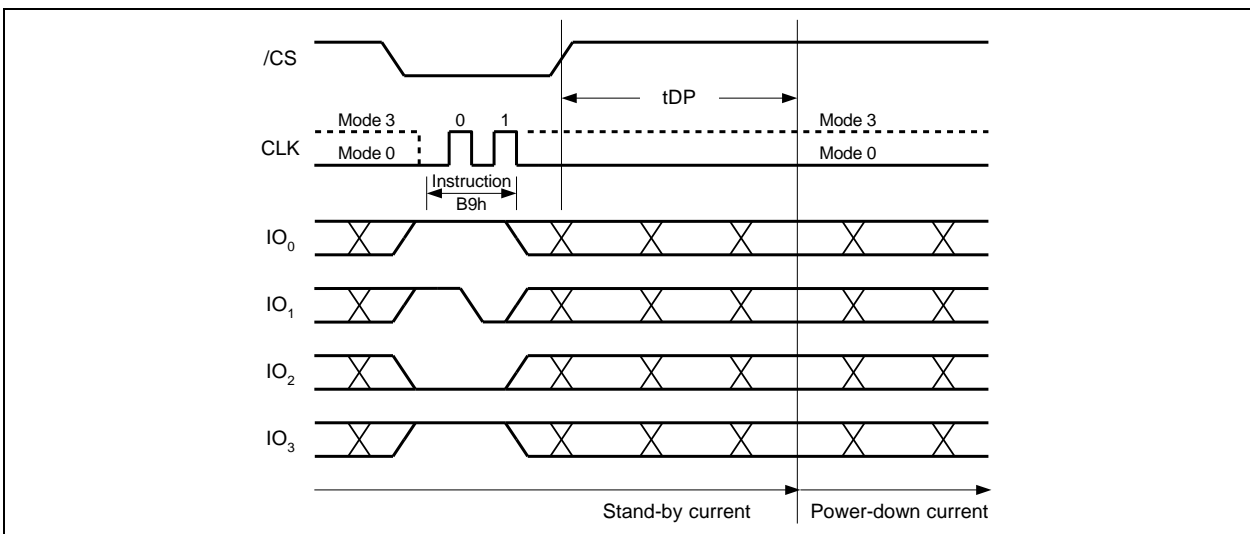 /CS
tDP
Mode 3 0 1 Mode 3
CLK
Mode 0 Mode 0
Instruction
B9h
IO0
IO1
IO2
IO3
Stand-by current Power-down current